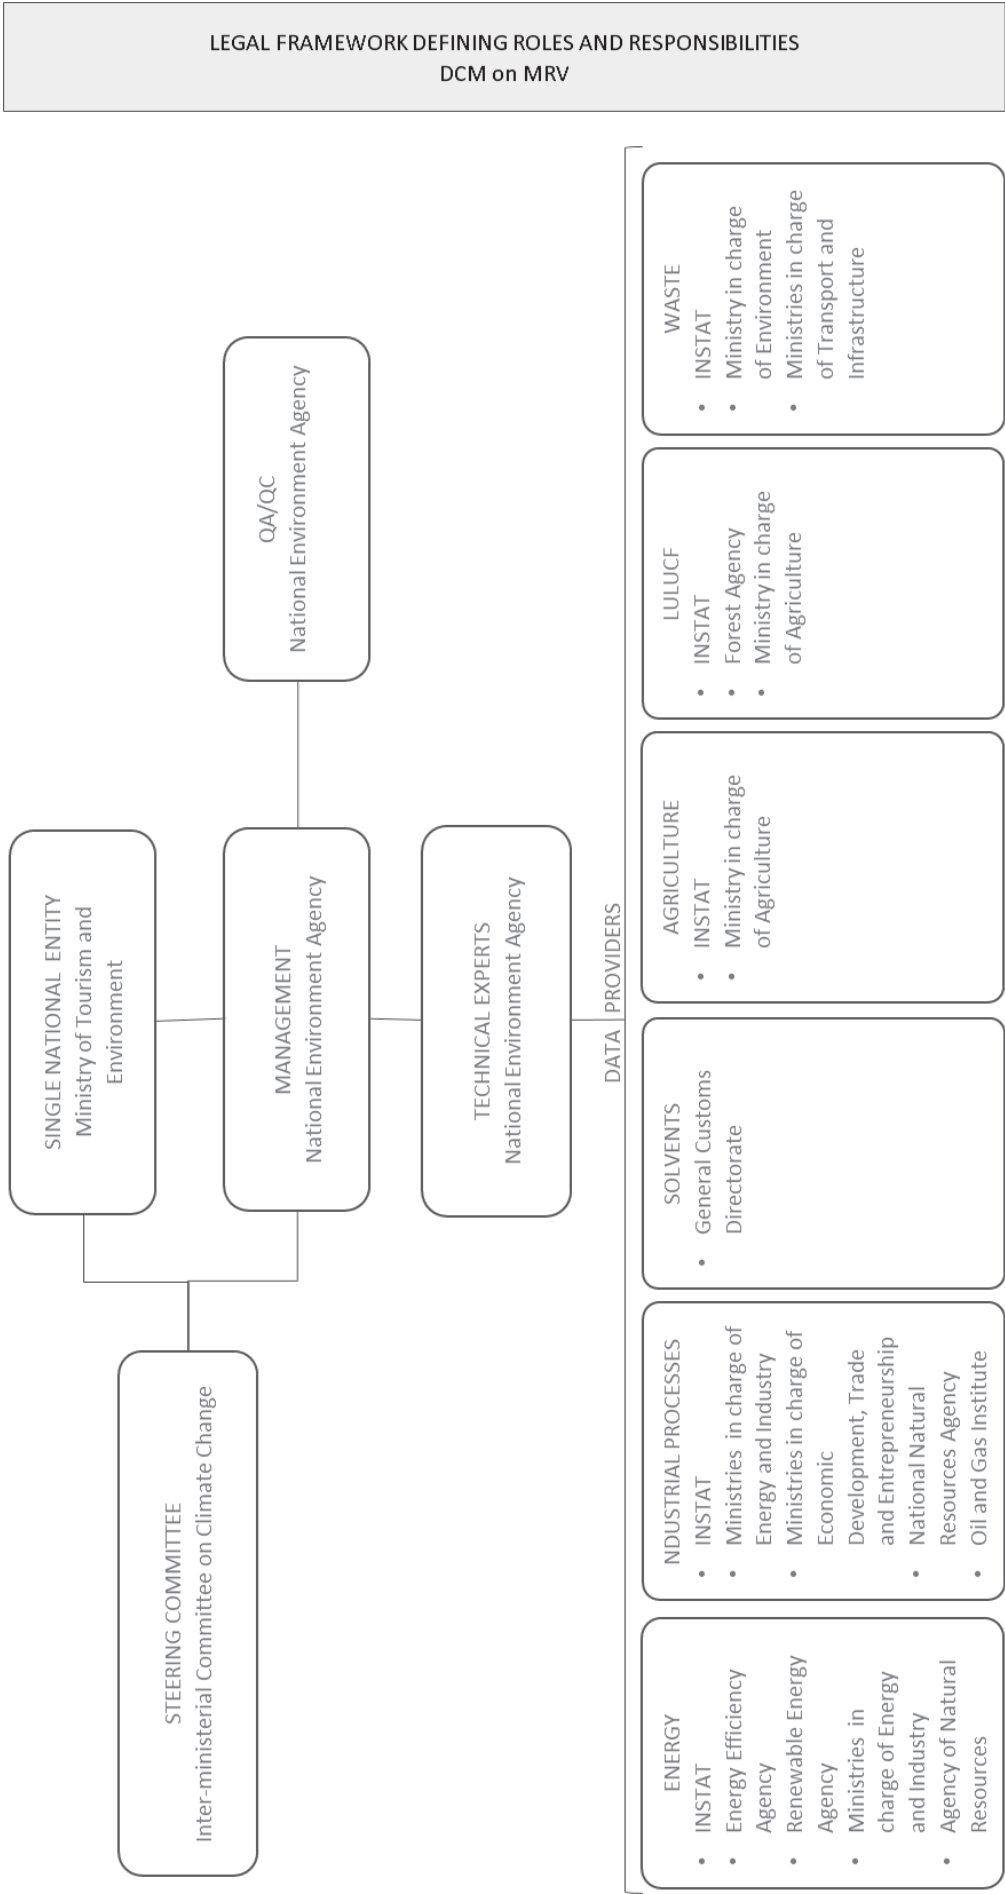 LEGAL FRAMEWORK DEFINING ROLES AND RESPONSIBILITIES
DCM on MRV
STEERING COMMITTEE
Inter-ministerial Committee on Climate Change
SINGLE NATIONAL ENTITY
Ministry of Tourism and
Environment
MANAGEMENT
National Environment Agency
QA/QC
National Environment Agency
TECHNICAL EXPERTS
National Environment Agency
DATA PROVIDERS
ENERGY
• INSTAT
• Energy Efficiency
Agency
• Renewable Energy
Agency
• Ministries in
charge of Energy
and Industry
• Agency of Natural
Resources
NDUSTRIAL PROCESSES
• INSTAT
• Ministries in charge of
Energy and Industry
• Ministries in charge of
Economic
Development, Trade
and Entrepreneurship
• National Natural
Resources Agency
• Oil and Gas Institute
SOLVENTS
• General Customs
Directorate
AGRICULTURE
• INSTAT
• Ministry in charge
of Agriculture
LULUCF
• INSTAT
• Forest Agency
• Ministry in charge
of Agriculture
WASTE
• INSTAT
• Ministry in charge
of Environment
• Ministries in charge
of Transport and
Infrastructure